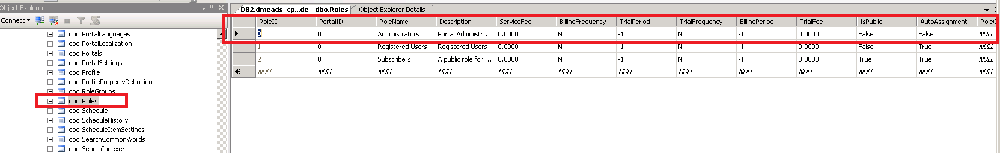 Object Explorer
Connect
dbo.PortalLanguages
dbo.PortalLocalization
dbo.Portals
dbo.PortalSettings
dbo.Profile
dbo.ProfilePropertyDefinition
dbo.RoleGroups
dbo.Roles
dbo.Schedule
dbo.ScheduleHistory
dbo.ScheduleItemSettings
dbo.SearchCommonWords
dbo.SearchIndexer
DB2.dmeads_cp...de - dbo.Roles Object Explorer Details
RoleID PortalID RoleName Description ServiceFee BillingFrequency TrialPeriod TrialFrequency BillingPeriod TrialFee IsPublic AutoAssignment RoleG
0 0 Administrators Portal Administr... 0.0000 N -1 N -1 0.0000 False False NULL
1 0 Registered Users Registered Users 0.0000 N -1 N -1 0.0000 False True NULL
2 0 Subscribers A public role for ... 0.0000 N -1 N -1 0.0000 True True NULL
NULL NULL NULL NULL NULL NULL NULL NULL NULL NULL NULL NULL NULL